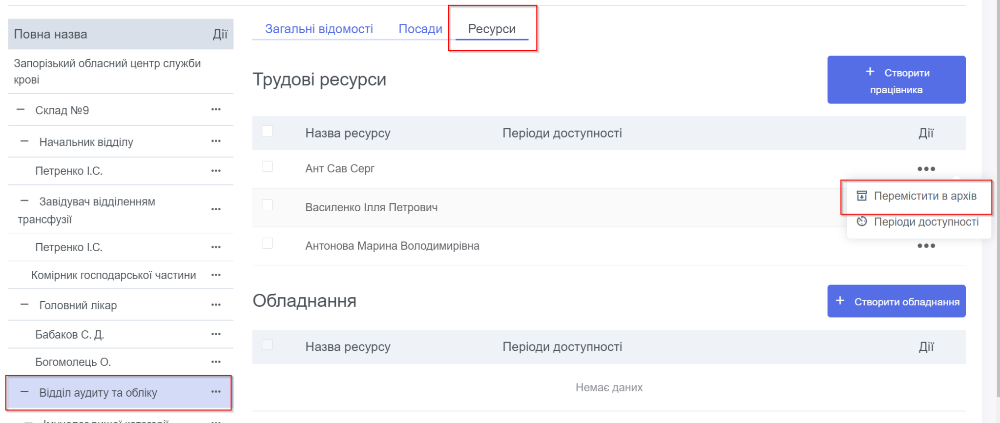 Повна назва Дії
Запорізький обласний центр служби
крові
— Склад №9 •••
— Начальник відділу •••
Петренко І.С. •••
— Завідувач відділенням
трансфузії •••
Петренко І.С. •••
Комірник господарської частини •••
— Головний лікар •••
Бабаков С. Д. •••
Богомолець О. •••
— Відділ аудиту та обліку •••
Загальні відомості Посади Ресурси
Трудові ресурси
+ Створити
працівника
Назва ресурсу Періоди доступності Дії
Ант Сав Серг •••
Перемістити в архів
Періоди доступності
Василенко Ілля Петрович
Антонова Марина Володимирівна •••
Обладнання
+ Створити обладнання
Назва ресурсу Періоди доступності Дії
Немає даних